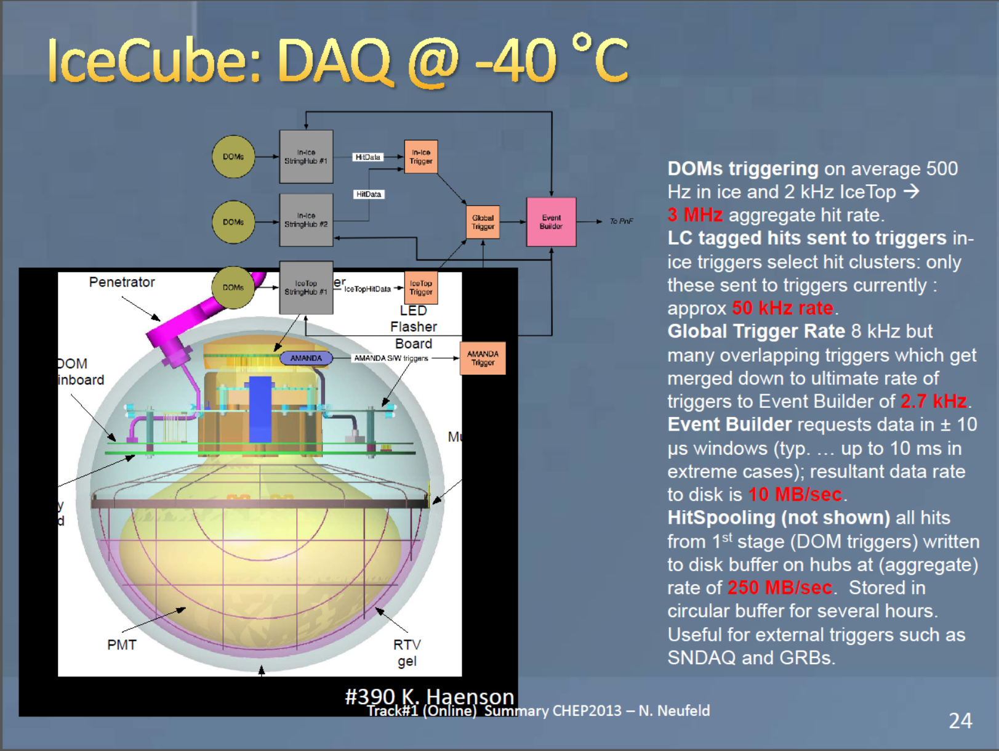 IceCube: DAQ @ -40 °C
DOMs
In-Ice
StringHub #1
HitData
In-Ice
Trigger
HitData
DOMs
In-Ice
StringHub #2
Global
Trigger
Event
Builder
To PnF
DOMs
IceTop
StringHub #1
er
IceTopHitData
IceTop
Trigger
Penetrator
LED
Flasher
Board
AMANDA
AMANDA S/W triggers
AMANDA
Trigger
DOM
inboard
Mu
y
d
PMT
RTV
gel
DOMs triggering on average 500
Hz in ice and 2 kHz IceTop →
3 MHz aggregate hit rate.
LC tagged hits sent to triggers in-
ice triggers select hit clusters: only
these sent to triggers currently :
approx 50 kHz rate.
Global Trigger Rate 8 kHz but
many overlapping triggers which get
merged down to ultimate rate of
triggers to Event Builder of 2.7 kHz.
Event Builder requests data in ± 10
µs windows (typ. … up to 10 ms in
extreme cases); resultant data rate
to disk is 10 MB/sec.
HitSpooling (not shown) all hits
from 1st stage (DOM triggers) written
to disk buffer on hubs at (aggregate)
rate of 250 MB/sec. Stored in
circular buffer for several hours.
Useful for external triggers such as
SNDAQ and GRBs.
#390 K. Haenson
Track#1 (Online) Summary CHEP2013 – N. Neufeld
24